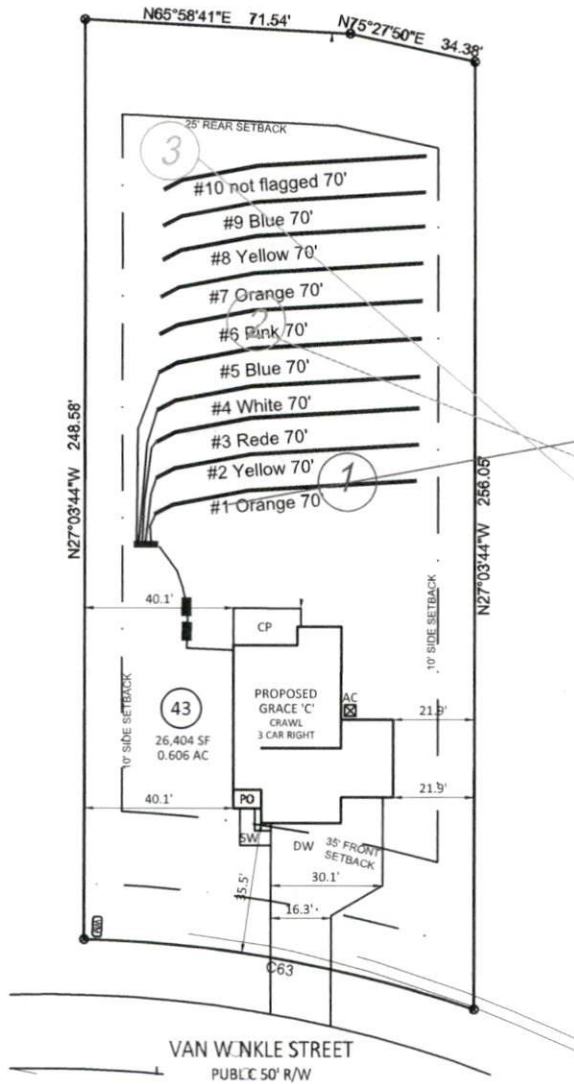 N65°58'41"E 71.54'
N75°27'50"E 34.38'
25' REAR SETBACK
3
#10 not flagged 70'
#9 Blue 70'
#8 Yellow 70'
#7 Orange 70'
2
#6 Pink 70'
#5 Blue 70'
#4 White 70'
#3 Rede 70'
#2 Yellow 70'
1
#1 Orange 70'
N27°03'44"W 248.58'
N27°03'44"W 256.05'
40.1'
CP
10' SIDE SETBACK
10' SIDE SETBACK
43
26,404 SF
0.606 AC
PROPOSED
GRACE 'C'
CRAWL
3 CAR RIGHT
AC
21.9'
21.9'
40.1'
PO
SW
DW
35' FRONT
SETBACK
30.1'
35.5'
16.3'
C63
VAN W NKLE STREET
PUBL C 50' R/W